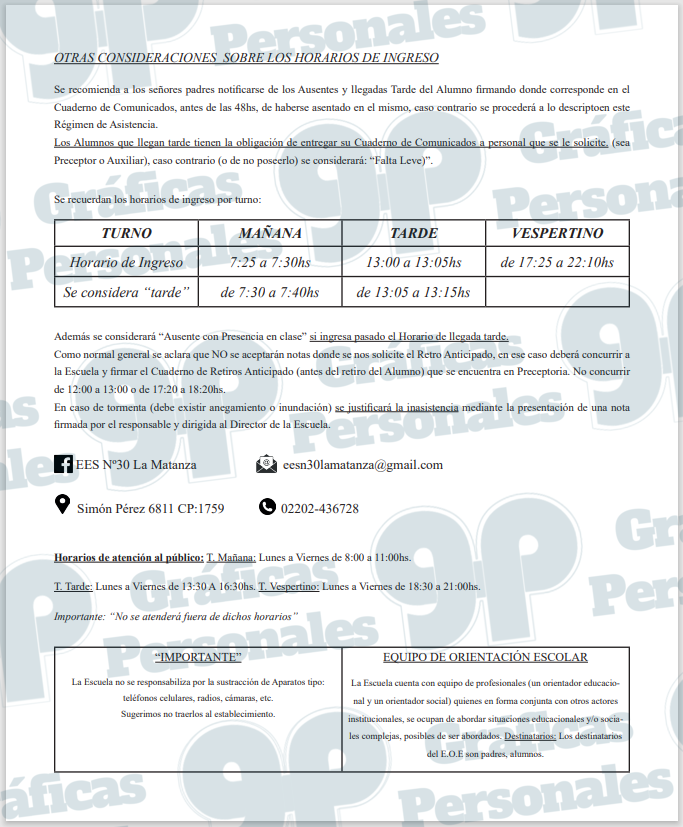 OTRAS CONSIDERACIONES SOBRE LOS HORARIOS DE INGRESO
Se recomienda a los señores padres notificarse de los Ausentes y llegadas Tarde del Alumno firmando donde corresponde en el
Cuaderno de Comunicados, antes de las 48hs, de haberse asentado en el mismo, caso contrario se procederá a lo descriptoen este
Régimen de Asistencia.
Los Alumnos que llegan tarde tienen la obligación de entregar su Cuaderno de Comunicados a personal que se le solicite. (sea
Preceptor o Auxiliar), caso contrario (o de no poseerlo) se considerará: “Falta Leve)”.
Se recuerdan los horarios de ingreso por turno:
TURNO MAÑANA TARDE VESPERTINO
Horario de Ingreso 7:25 a 7:30hs 13:00 a 13:05hs de 17:25 a 22:10hs
Se considera “tarde” de 7:30 a 7:40hs de 13:05 a 13:15hs
Además se considerará “Ausente con Presencia en clase” si ingresa pasado el Horario de llegada tarde.
Como normal general se aclara que NO se aceptarán notas donde se nos solicite el Retro Anticipado, en ese caso deberá concurrir a
la Escuela y firmar el Cuaderno de Retiros Anticipado (antes del retiro del Alumno) que se encuentra en Preceptoria. No concurrir
de 12:00 a 13:00 o de 17:20 a 18:20hs.
En caso de tormenta (debe existir anegamiento o inundación) se justificará la inasistencia mediante la presentación de una nota
firmada por el responsable y dirigida al Director de la Escuela.
EES Nº30 La Matanza eesn30lamatanza@gmail.com
Simón Pérez 6811 CP:1759 02202-436728
Horarios de atención al público: T. Mañana: Lunes a Viernes de 8:00 a 11:00hs.
T. Tarde: Lunes a Viernes de 13:30 A 16:30hs. T. Vespertino: Lunes a Viernes de 18:30 a 21:00hs.
Importante: “No se atenderá fuera de dichos horarios”
“IMPORTANTE”
La Escuela no se responsabiliza por la sustracción de Aparatos tipo:
teléfonos celulares, radios, cámaras, etc.
Sugerimos no traerlos al establecimiento.
EQUIPO DE ORIENTACIÓN ESCOLAR
La Escuela cuenta con equipo de profesionales (un orientador educacio-
nal y un orientador social) quienes en forma conjunta con otros actores
institucionales, se ocupan de abordar situaciones educacionales y/o socia-
les complejas, posibles de ser abordados. Destinatarios: Los destinatarios
del E.O.E son padres, alumnos.
gp
Gráficas
Personales